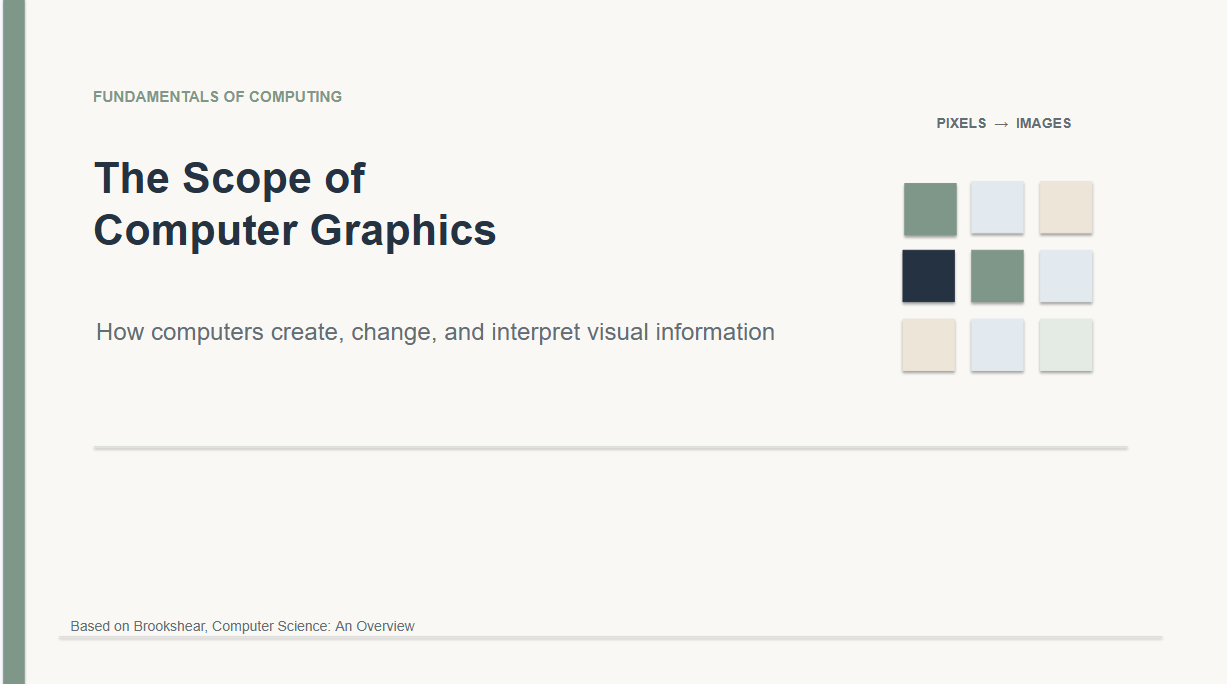 FUNDAMENTALS OF COMPUTING
PIXELS → IMAGES
The Scope of
Computer Graphics
How computers create, change, and interpret visual information
Based on Brookshear, Computer Science: An Overview